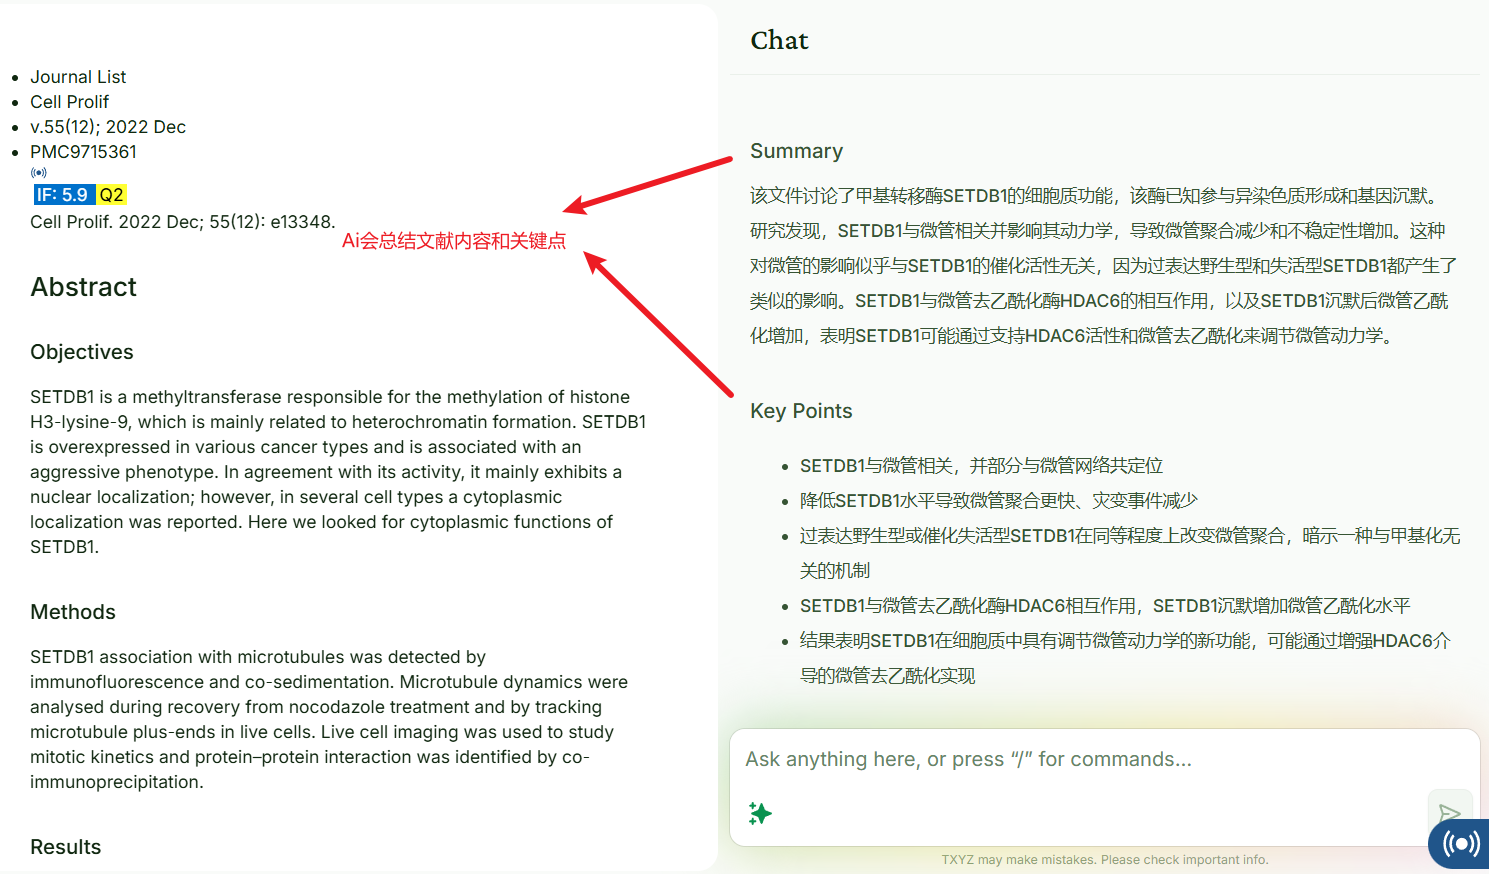 Journal List
Cell Prolif
v.55(12); 2022 Dec
PMC9715361
IF: 5.9 Q2
Cell Prolif. 2022 Dec; 55(12): e13348.
Ai会总结文献内容和关键点
Abstract
Objectives
SETDB1 is a methyltransferase responsible for the methylation of histone
H3-lysine-9, which is mainly related to heterochromatin formation. SETDB1
is overexpressed in various cancer types and is associated with an
aggressive phenotype. In agreement with its activity, it mainly exhibits a
nuclear localization; however, in several cell types a cytoplasmic
localization was reported. Here we looked for cytoplasmic functions of
SETDB1.
Methods
SETDB1 association with microtubules was detected by
immunofluorescence and co-sedimentation. Microtubule dynamics were
analysed during recovery from nocodazole treatment and by tracking
microtubule plus-ends in live cells. Live cell imaging was used to study
mitotic kinetics and protein–protein interaction was identified by co-
immunoprecipitation.
Results
Chat
Summary
该文件讨论了甲基转移酶SETDB1的细胞质功能，该酶已知参与异染色质形成和基因沉默。
研究发现，SETDB1与微管相关并影响其动力学，导致微管聚合减少和不稳定性增加。这种
对微管的影响似乎与SETDB1的催化活性无关，因为过表达野生型和失活型SETDB1都产生了
类似的影响。SETDB1与微管去乙酰化酶HDAC6的相互作用，以及SETDB1沉默后微管乙酰
化增加，表明SETDB1可能通过支持HDAC6活性和微管去乙酰化来调节微管动力学。
Key Points
SETDB1与微管相关，并部分与微管网络共定位
降低SETDB1水平导致微管聚合更快、灾变事件减少
过表达野生型或催化失活型SETDB1在同等程度上改变微管聚合，暗示一种与甲基化无
关的机制
SETDB1与微管去乙酰化酶HDAC6相互作用，SETDB1沉默增加微管乙酰化水平
结果表明SETDB1在细胞质中具有调节微管动力学的新功能，可能通过增强HDAC6介
导的微管去乙酰化实现
Ask anything here, or press “/” for commands...
TXYZ may make mistakes. Please check important info.